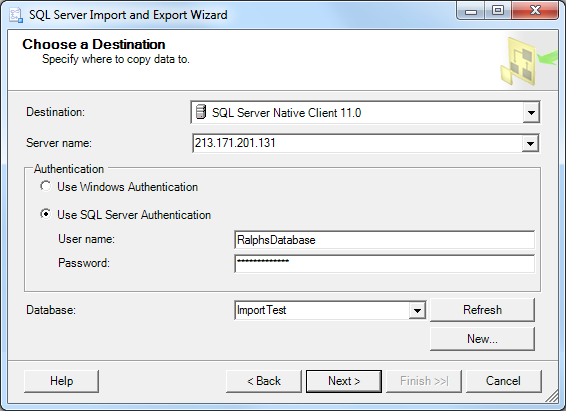 SQL Server Import and Export Wizard
Choose a Destination
Specify where to copy data to.
Destination: SQL Server Native Client 11.0
Server name: 213.171.201.131
Authentication
Use Windows Authentication
Use SQL Server Authentication
User name: RalphsDatabase
Password: *************
Database: ImportTest Refresh
New...
Help < Back Next > Finish >>| Cancel